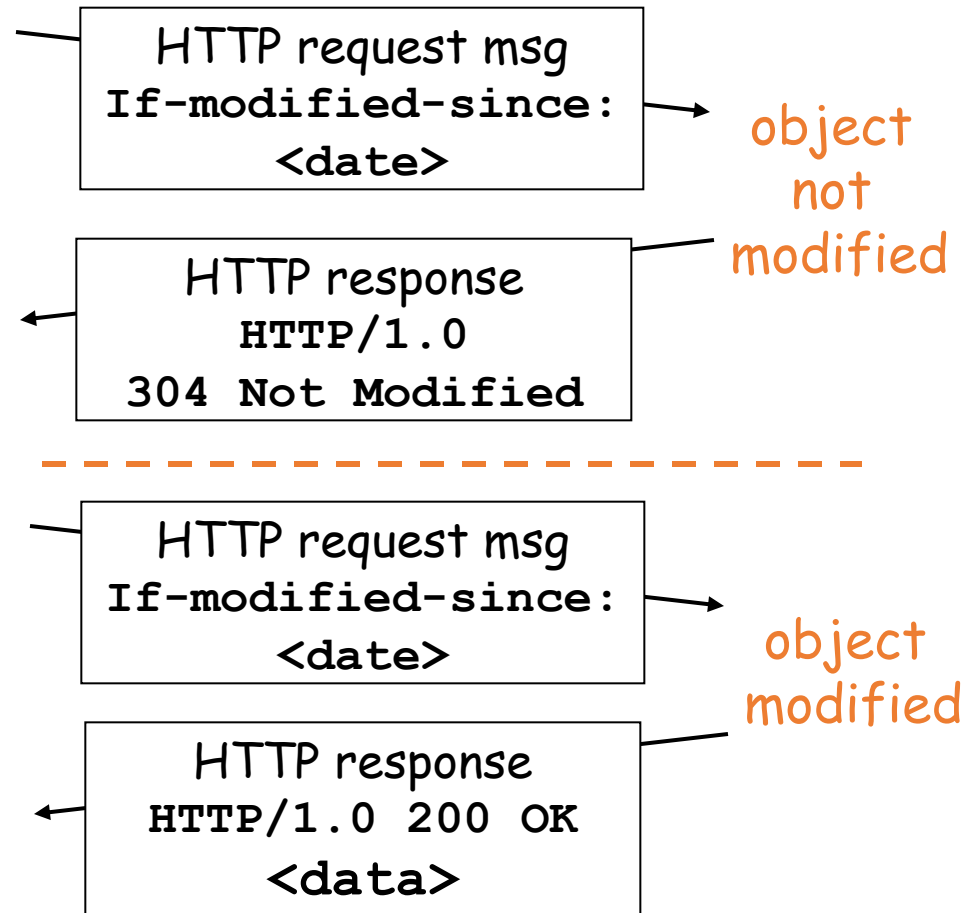 HTTP request msg
If-modified-since:
<date>
object
not
modified
HTTP response
HTTP/1.0
304 Not Modified
HTTP request msg
If-modified-since:
<date>
object
modified
HTTP response
HTTP/1.0 200 OK
<data>